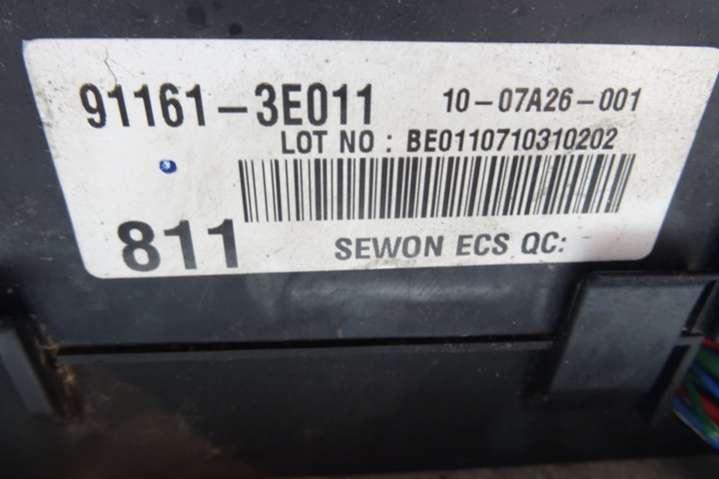 91161-3E011 10-07A26-001
LOT NO : BE0110710310202
811 SEWON ECS QC: